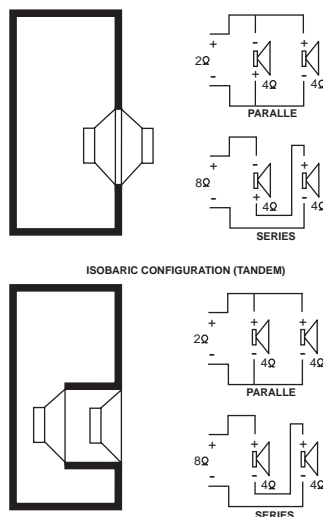 + - +
2Ω
- + 4Ω - 4Ω
PARALLE
+ - +
8Ω
- + 4Ω - 4Ω
SERIES
ISOBARIC CONFIGURATION (TANDEM)
+ + +
2Ω
- - 4Ω - 4Ω
PARALLE
+ + +
8Ω
- - 4Ω - 4Ω
SERIES